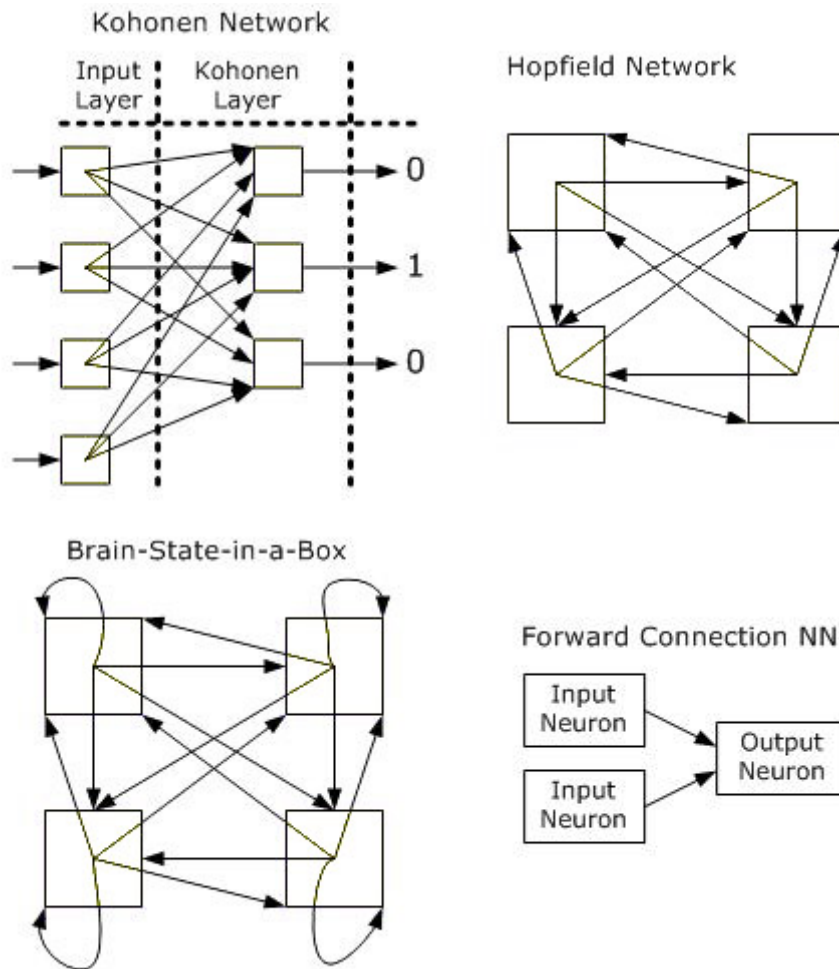 Kohonen Network
Input
Layer
Kohonen
Layer
0
1
0
Hopfield Network
Brain-State-in-a-Box
Forward Connection NN
Input
Neuron
Input
Neuron
Output
Neuron